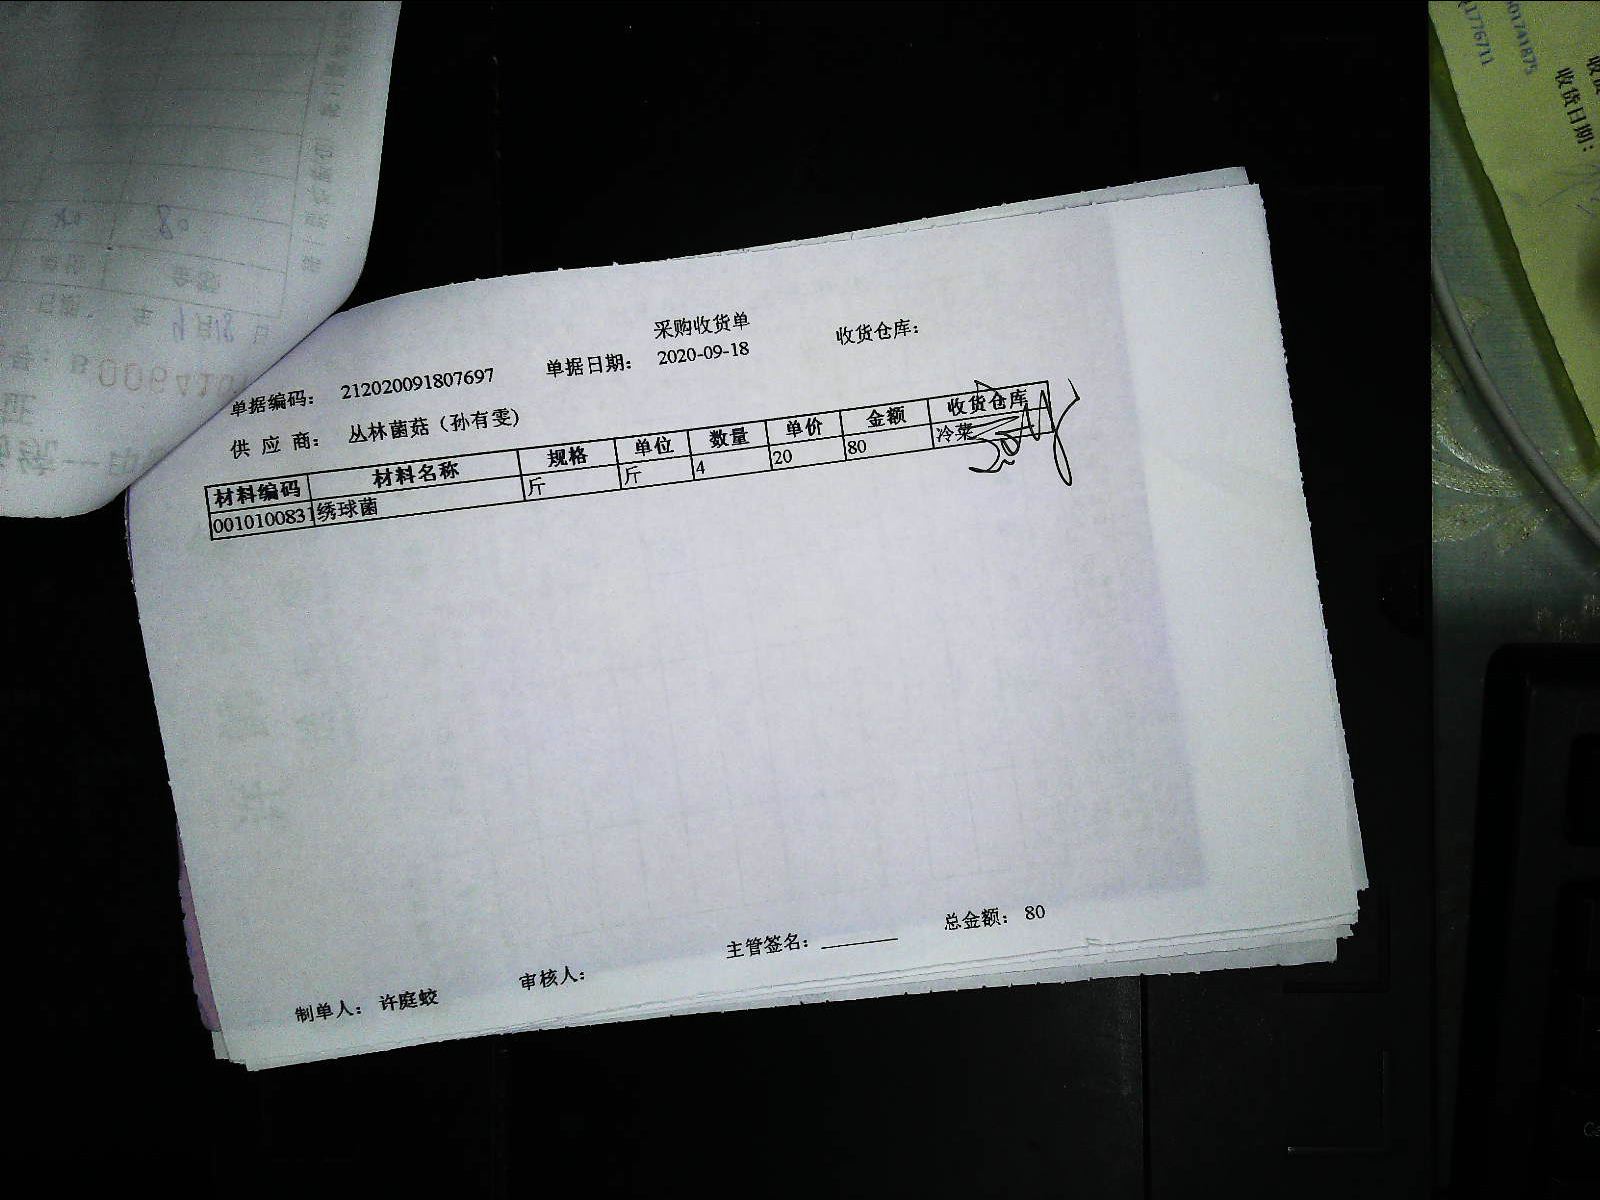 采购收货单
单据编码： 212020091807697 单据日期： 2020-09-18 收货仓库：
供 应 商： 丛林菌菇（孙有雯）
材料编码 材料名称 规格 单位 数量 单价 金额 收货仓库
0010100831 绣球菌 斤 斤 4 20 80 冷菜
制单人： 许庭蛟 审核人： 主管签名： 总金额： 80
01741875
1776711
收货日期：